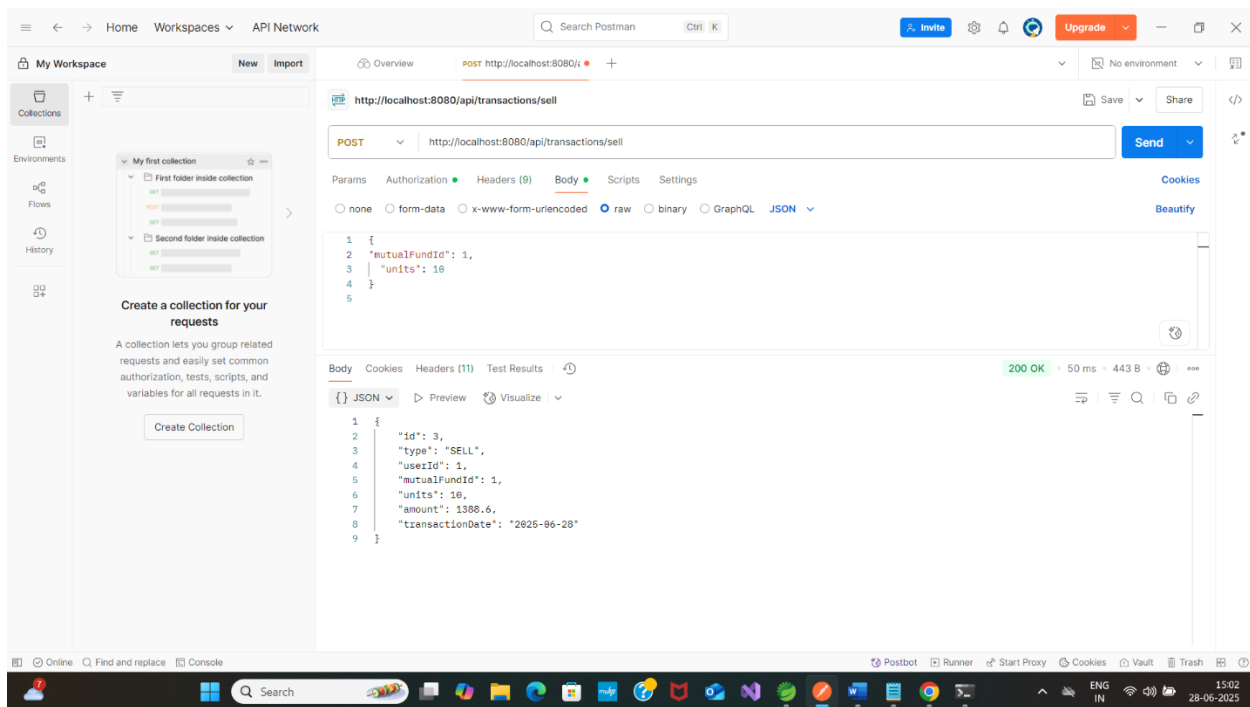 Home Workspaces API Network Search Postman Ctrl K Invite Upgrade
My Workspace New Import Overview POST http://localhost:8080/a No environment
Collections
Environments
Flows
History
My first collection
First folder inside collection
GET
POST
GET
Second folder inside collection
GET
GET
Create a collection for your
requests
A collection lets you group related
requests and easily set common
authorization, tests, scripts, and
variables for all requests in it.
Create Collection
HTTP http://localhost:8080/api/transactions/sell Save Share
POST http://localhost:8080/api/transactions/sell Send
Params Authorization Headers (9) Body Scripts Settings Cookies
none form-data x-www-form-urlencoded raw binary GraphQL JSON Beautify
1 {
2 "mutualFundId": 1,
3 "units": 10
4 }
5
Body Cookies Headers (11) Test Results 200 OK 50 ms 443 B
{} JSON Preview Visualize
1 {
2 "id": 3,
3 "type": "SELL",
4 "userId": 1,
5 "mutualFundId": 1,
6 "units": 10,
7 "amount": 1388.6,
8 "transactionDate": "2025-06-28"
9 }
Online Find and replace Console Postbot Runner Start Proxy Cookies Vault Trash
7 Search ENG 15:02
IN 28-06-2025